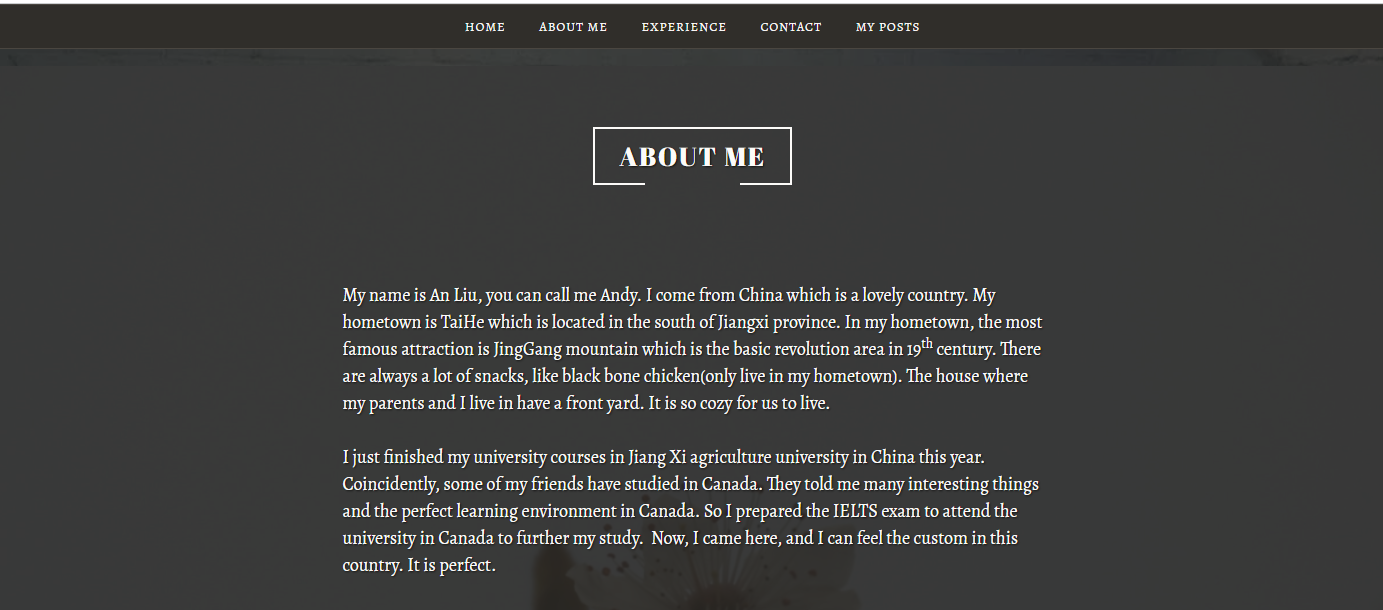 HOME ABOUT ME EXPERIENCE CONTACT MY POSTS
ABOUT ME
My name is An Liu, you can call me Andy. I come from China which is a lovely country. My
hometown is TaiHe which is located in the south of Jiangxi province. In my hometown, the most
famous attraction is JingGang mountain which is the basic revolution area in 19th century. There
are always a lot of snacks, like black bone chicken(only live in my hometown). The house where
my parents and I live in have a front yard. It is so cozy for us to live.
I just finished my university courses in Jiang Xi agriculture university in China this year.
Coincidently, some of my friends have studied in Canada. They told me many interesting things
and the perfect learning environment in Canada. So I prepared the IELTS exam to attend the
university in Canada to further my study.  Now, I came here, and I can feel the custom in this
country. It is perfect.